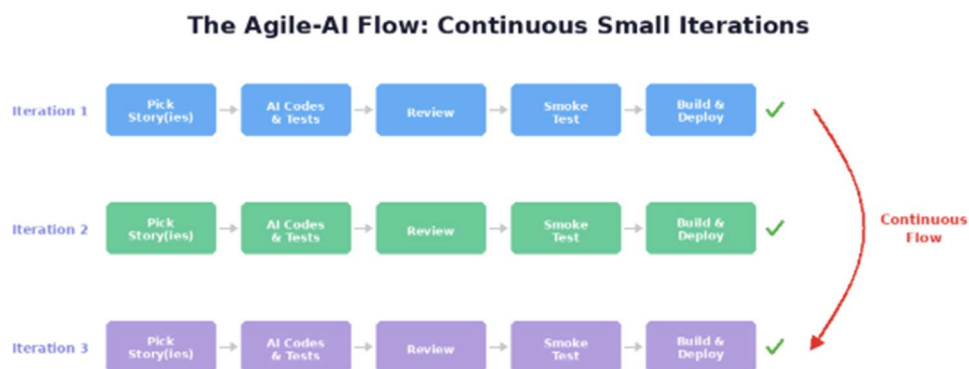 The Agile-AI Flow: Continuous Small Iterations
Iteration 1
Pick
Story(ies)
AI Codes
& Tests
Review
Smoke
Test
Build &
Deploy
Iteration 2
Pick
Story(ies)
AI Codes
& Tests
Review
Smoke
Test
Build &
Deploy
Continuous
Flow
Iteration 3
Pick
Story(ies)
AI Codes
& Tests
Review
Smoke
Test
Build &
Deploy